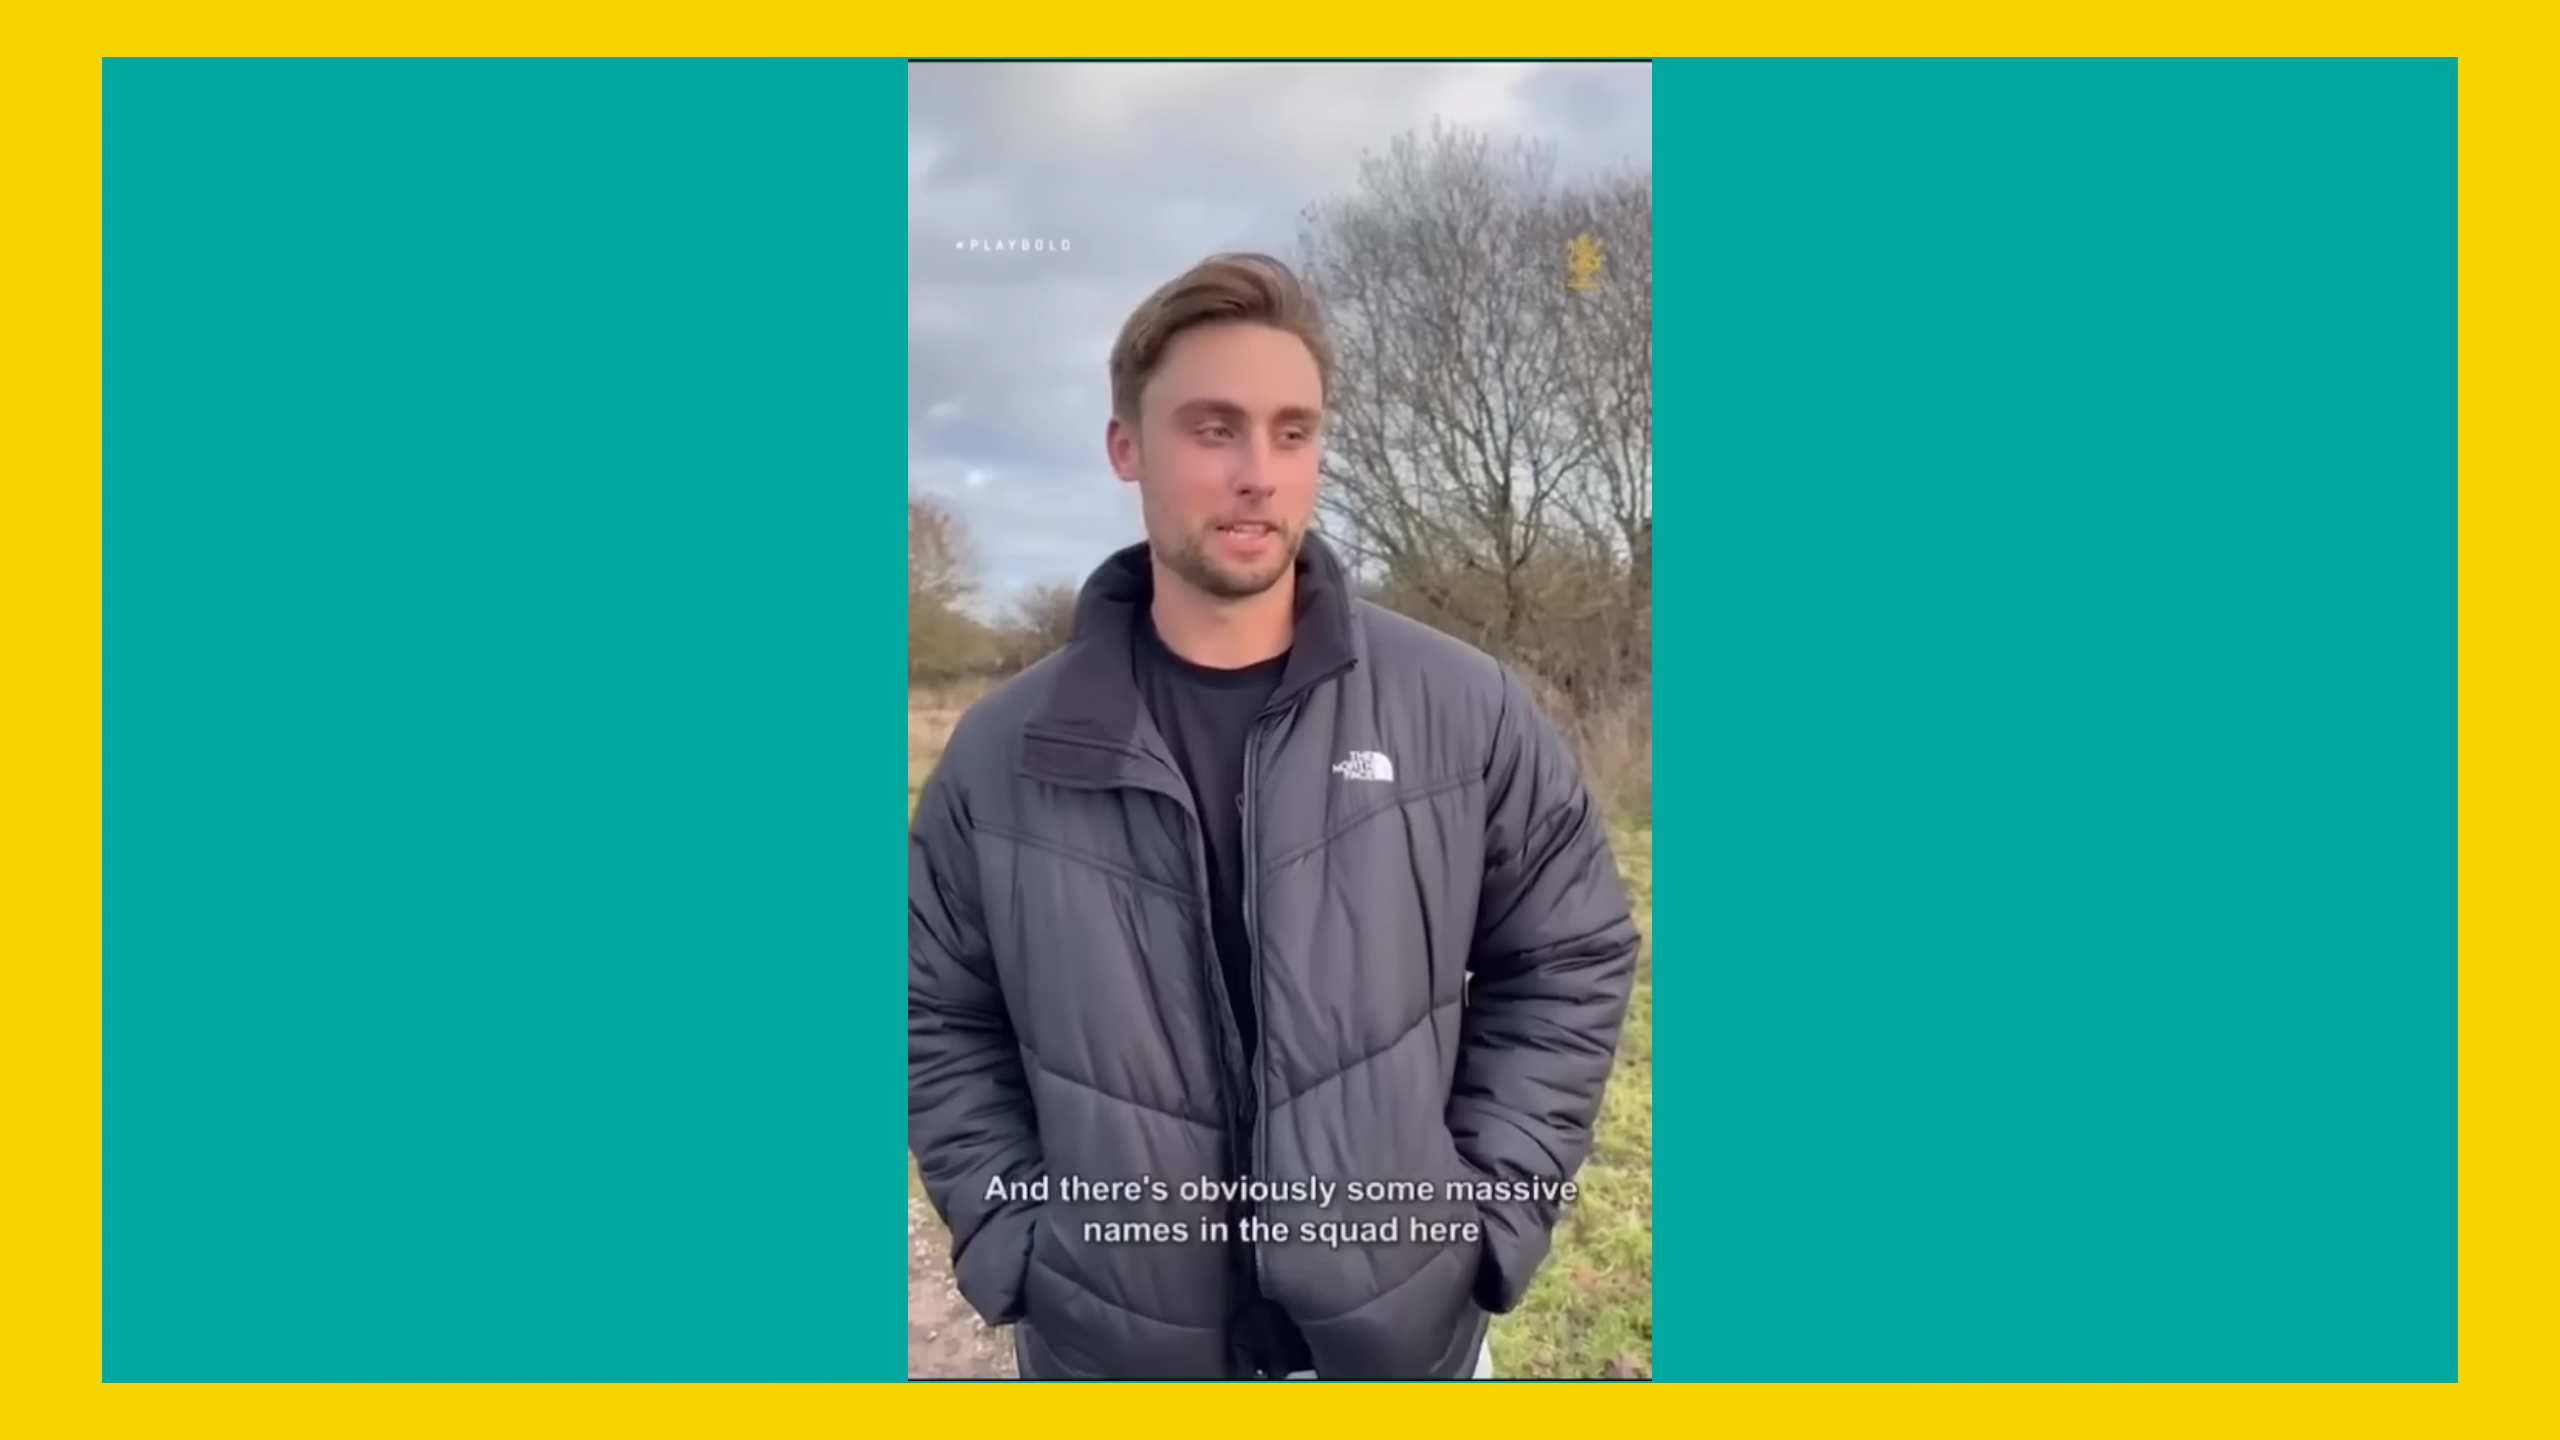 #PLAYBOLD
THE
NORTH
FACE
And there's obviously some massive
names in the squad here